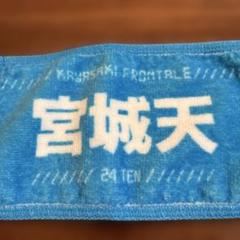 KAWASAKI FRONTALE
宮城天
24 TEN